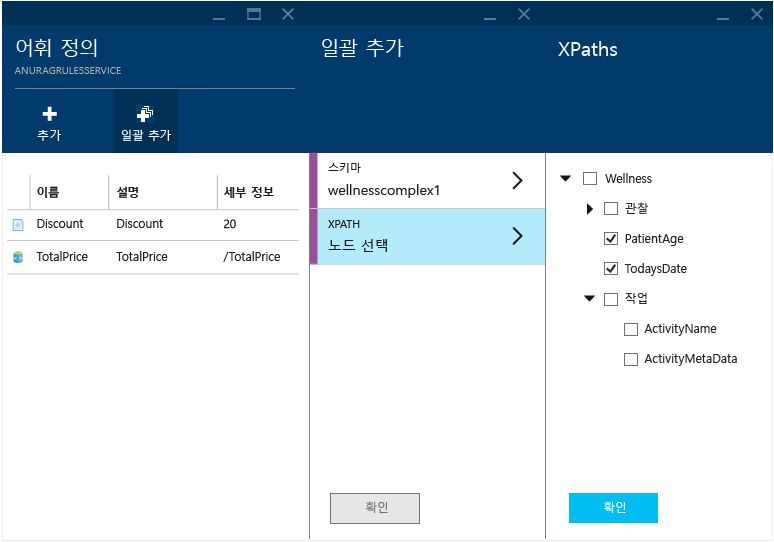 어휘 정의
ANURAGRULESSERVICE
추가
일괄 추가
이름 설명 세부 정보
Discount Discount 20
TotalPrice TotalPrice /TotalPrice
일괄 추가
스키마
wellnesscomplex1
XPATH
노드 선택
확인
XPaths
Wellness
관찰
PatientAge
TodaysDate
작업
ActivityName
ActivityMetaData
확인